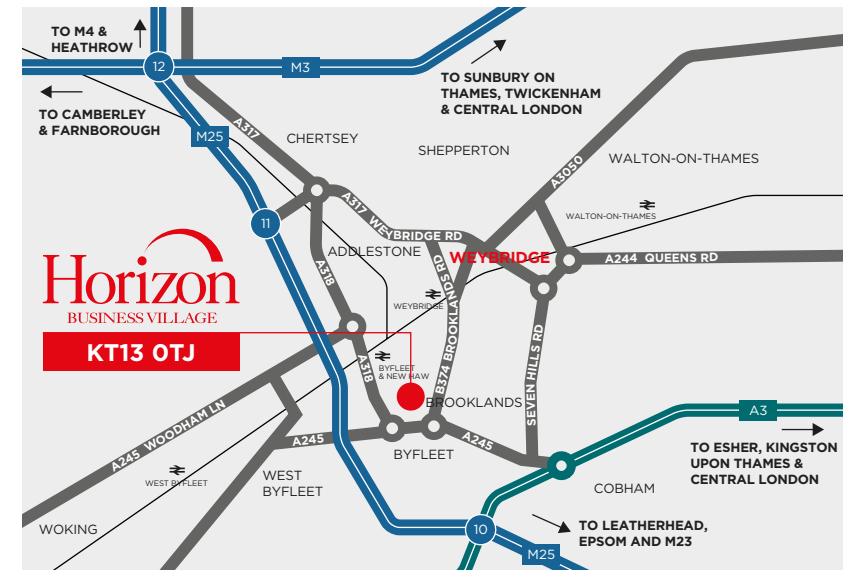 TO M4 &
HEATHROW
12
M3
TO SUNBURY ON
THAMES, TWICKENHAM
& CENTRAL LONDON
TO CAMBERLEY
& FARNBOROUGH
M25
A317
CHERTSEY
SHEPPERTON
A3050
WALTON-ON-THAMES
WALTON-ON-THAMES
11
A317 WEYBRIDGE RD
ADDLESTONE
WEYBRIDGE
A244 QUEENS RD
A318
Horizon
BUSINESS VILLAGE
KT13 0TJ
WEYBRIDGE
B374 BROOKLANDS RD
SEVEN HILLS RD
BYFLEET
& NEW HAW
A318
BROOKLANDS
A3
A245 WOODHAM LN
A245
BYFLEET
A245
TO ESHER, KINGSTON
UPON THAMES &
CENTRAL LONDON
WEST BYFLEET
WEST
BYFLEET
COBHAM
WOKING
10
TO LEATHERHEAD,
EPSOM AND M23
M25